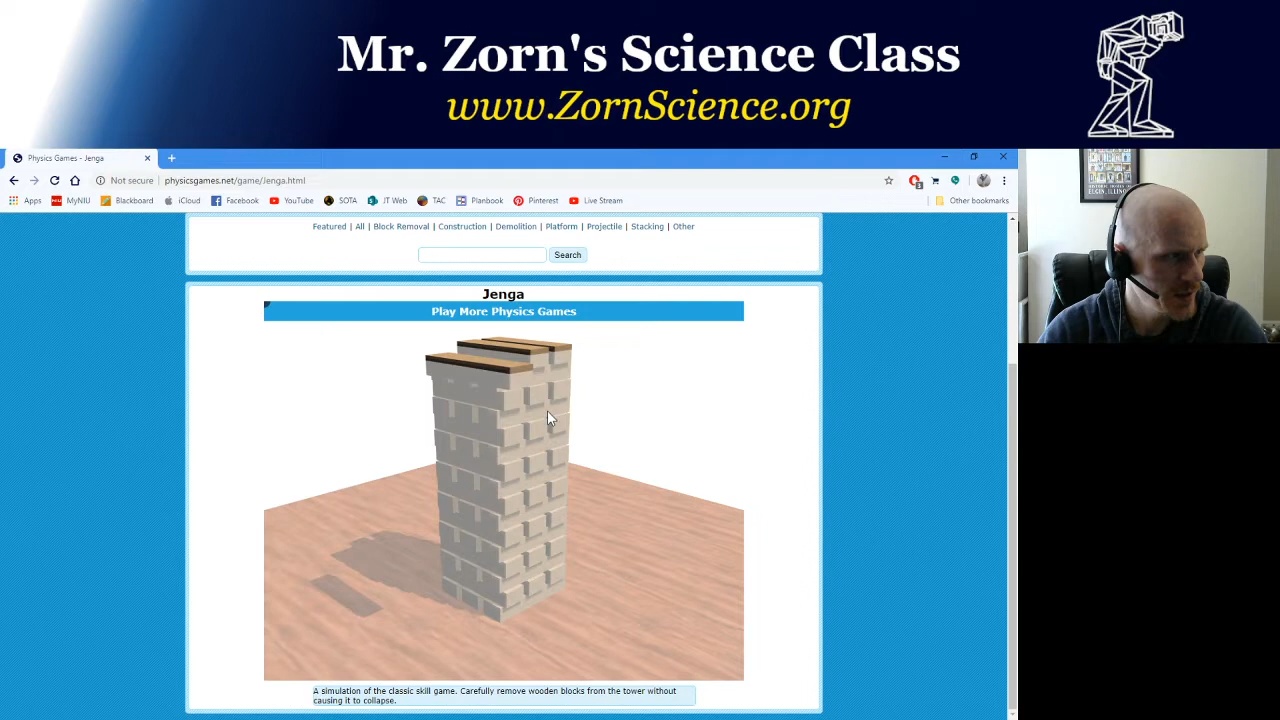 Mr. Zorn's Science Class
www.ZornScience.org
Physics Games - Jenga
Not secure physicsgames.net/game/Jenga.html
Apps MyNIU Blackboard iCloud Facebook YouTube SOTA JT Web TAC Planbook Pinterest Live Stream Other bookmarks
Featured | All | Block Removal | Construction | Demolition | Platform | Projectile | Stacking | Other
Search
Jenga
Play More Physics Games
A simulation of the classic skill game. Carefully remove wooden blocks from the tower without
causing it to collapse.
ELGIN, ILLINOIS